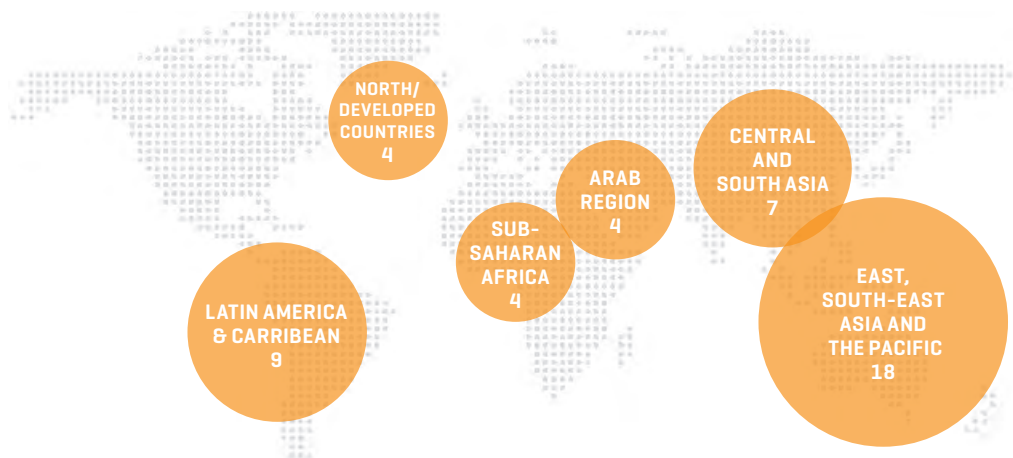 NORTH/
DEVELOPED
COUNTRIES
4
CENTRAL
AND
SOUTH ASIA
7
ARAB
REGION
4
SUB-
SAHARAN
AFRICA
4
EAST,
SOUTH-EAST
ASIA AND
THE PACIFIC
18
LATIN AMERICA
& CARRIBEAN
9